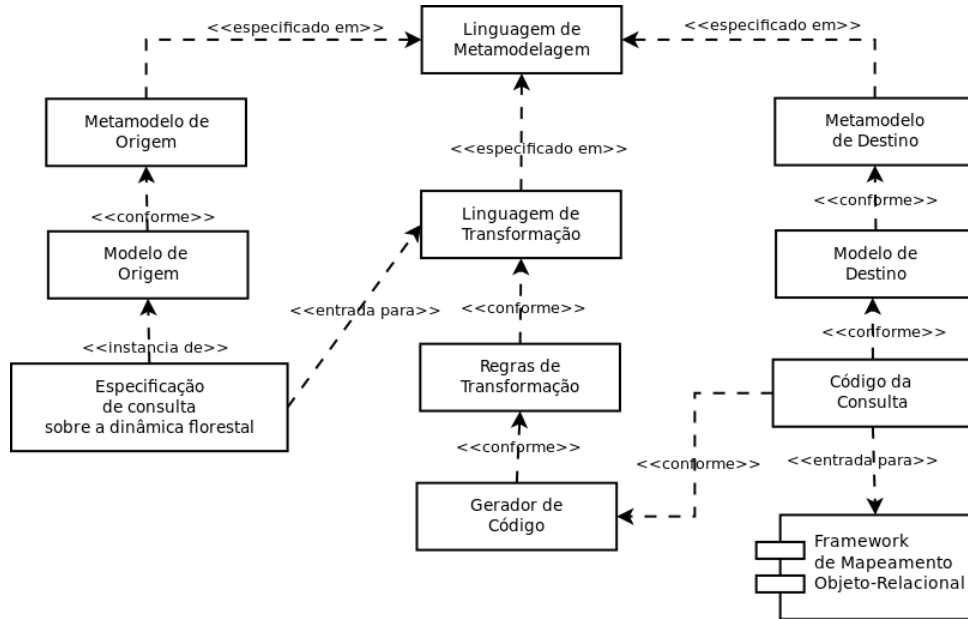 <<especificado em>>
Linguagem de
Metamodelagem
<<especificado em>>
Metamodelo de
Origem
<<especificado em>>
Metamodelo
de Destino
<<conforme>>
Linguagem de
Transformação
<<conforme>>
Modelo de
Origem
Modelo de
Destino
<<instancia de>>
<<entrada para>>
<<conforme>>
<<conforme>>
Especificação
de consulta
sobre a dinâmica florestal
Regras de
Transformação
Código da
Consulta
<<conforme>>
<<conforme>>
<<entrada para>>
Gerador de
Código
Framework
de Mapeamento
Objeto-Relacional